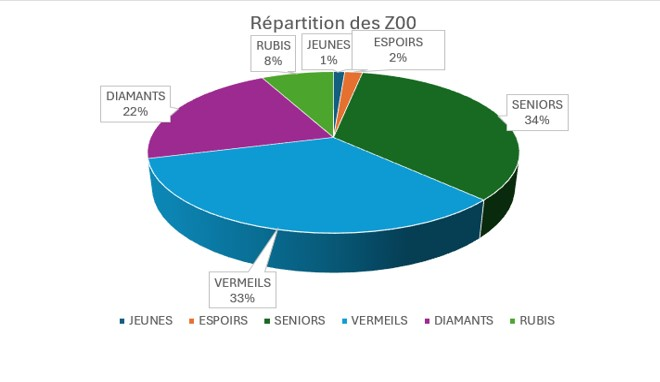 Répartition des Z00
RUBIS
8%
JEUNES
1%
ESPOIRS
2%
DIAMANTS
22%
SENIORS
34%
VERMEILS
33%
JEUNES ESPOIRS SENIORS VERMEILS DIAMANTS RUBIS